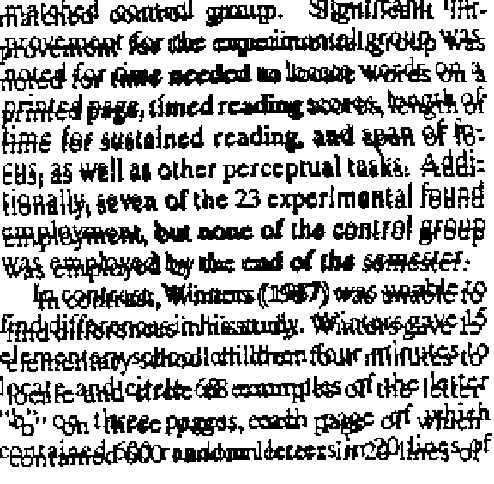 matched control group. Significant im-
provement for the experimental group was
noted for time needed to locate words on a
printed page, timed reading scores, length of
time for sustained reading, and span of fo-
cus, as well as other perceptual tasks. Addi-
tionally, seven of the 23 experimental found
employment, but none of the control group
was employed by the end of the semester.
In contrast, Winters (1987) was unable to
find differences in his study. Winters gave 15
elementary school children four minutes to
locate and circle 688 examples of the letter
"b" on three pages, each page of which
contained 600 random letters in 20 lines of